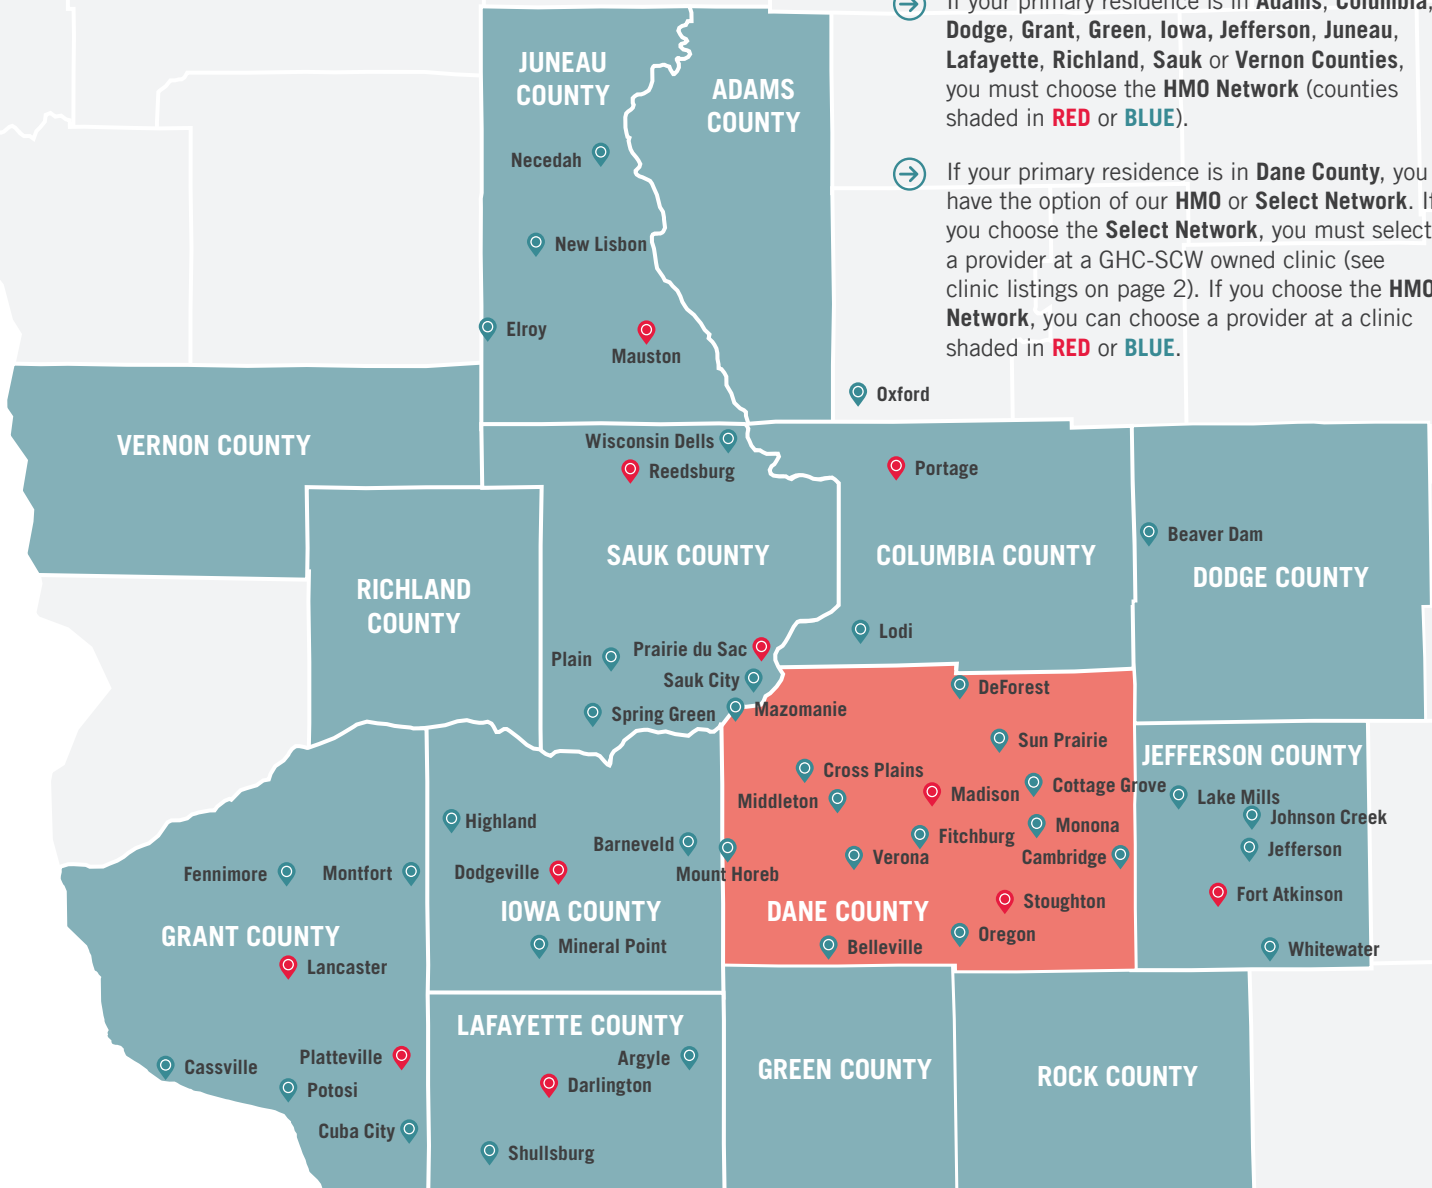 If your primary residence is in Adams, Columbia,
Dodge, Grant, Green, Iowa, Jefferson, Juneau,
Lafayette, Richland, Sauk or Vernon Counties,
you must choose the HMO Network (counties
shaded in RED or BLUE).
If your primary residence is in Dane County, you
have the option of our HMO or Select Network. If
you choose the Select Network, you must select
a provider at a GHC-SCW owned clinic (see
clinic listings on page 2). If you choose the HMO
Network, you can choose a provider at a clinic
shaded in RED or BLUE.
JUNEAU
COUNTY
ADAMS
COUNTY
Necedah
New Lisbon
Elroy
Mauston
Oxford
VERNON COUNTY
Wisconsin Dells
Reedsburg
Portage
Beaver Dam
SAUK COUNTY
COLUMBIA COUNTY
DODGE COUNTY
RICHLAND
COUNTY
Lodi
Plain
Prairie du Sac
Sauk City
Spring Green
Mazomanie
DeForest
Sun Prairie
JEFFERSON COUNTY
Cross Plains
Middleton
Madison
Cottage Grove
Lake Mills
Johnson Creek
Highland
Barneveld
Mount Horeb
Fitchburg
Monona
Verona
Cambridge
Jefferson
Fennimore
Montfort
Dodgeville
Stoughton
Fort Atkinson
IOWA COUNTY
DANE COUNTY
GRANT COUNTY
Mineral Point
Belleville
Oregon
Whitewater
Lancaster
LAFAYETTE COUNTY
Argyle
GREEN COUNTY
ROCK COUNTY
Cassville
Platteville
Potosi
Darlington
Cuba City
Shullsburg